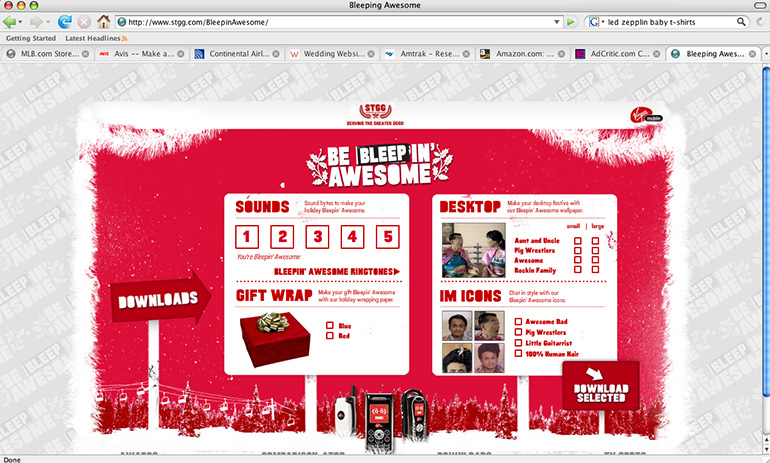 Bleeping Awesome
http://www.stgg.com/BleepinAwesome/
led zepplin baby t-shirts
Getting Started
Latest Headlines
MLB.com Store...
Avis -- Make a...
Continental Airl...
Wedding Websi...
Amtrak – Rese...
Amazon.com: ...
AdCritic.com C...
Bleeping Awes...
STGG
SERVING THE GREATER GOOD
Virgin mobile
BE BLEEPIN'
AWESOME
SOUNDS
Sound bytes to make your
holiday Bleepin' Awesome.
1 2 3 4 5
You're Bleepin' Awesome
BLEEPIN' AWESOME RINGTONES
GIFT WRAP
Make your gift Bleepin' Awesome
with our holiday wrapping paper.
Blue
Red
DESKTOP
Make your desktop festive with
our Bleepin' Awesome wallpaper.
small | large
Aunt and Uncle
Pig Wrestlers
Awesome
Rockin Family
IM ICONS
Chat in style with our
Bleepin' Awesome icons.
Awesome Dad
Pig Wrestlers
Little Guitarrist
100% Human Hair
DOWNLOADS
DOWNLOAD
SELECTED
Done